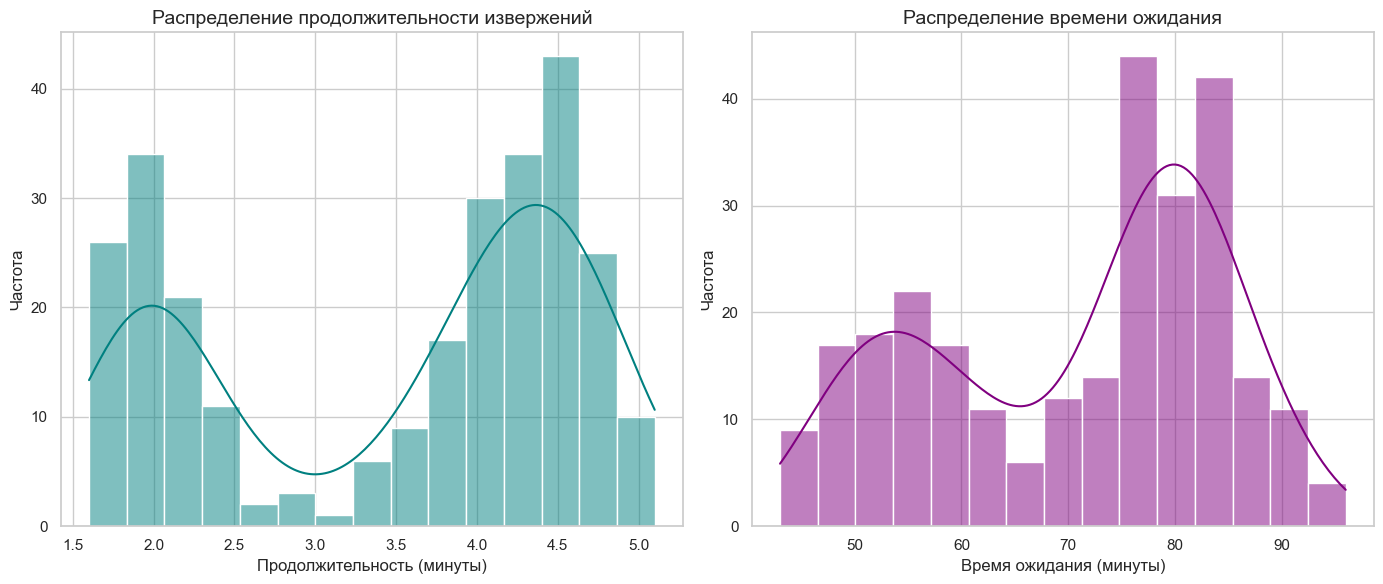 Распределение продолжительности извержений
Частота
40
30
20
10
0
1.5 2.0 2.5 3.0 3.5 4.0 4.5 5.0
Продолжительность (минуты)
Распределение времени ожидания
Частота
40
30
20
10
0
50 60 70 80 90
Время ожидания (минуты)